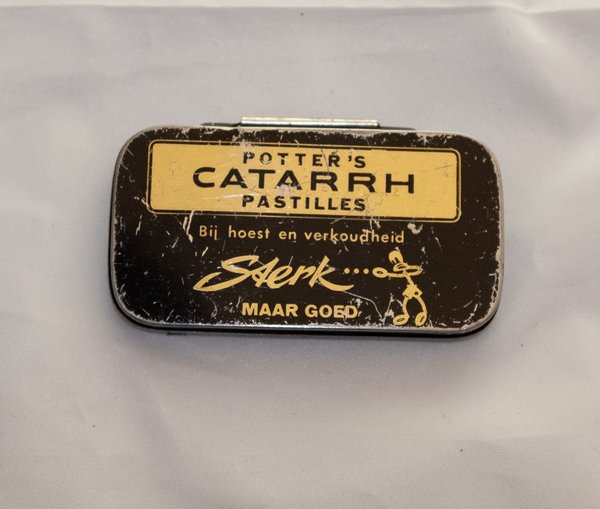 POTTER'S
CATARRH
PASTILLES
Bij hoest en verkoudheid
Sterk...
MAAR GOED